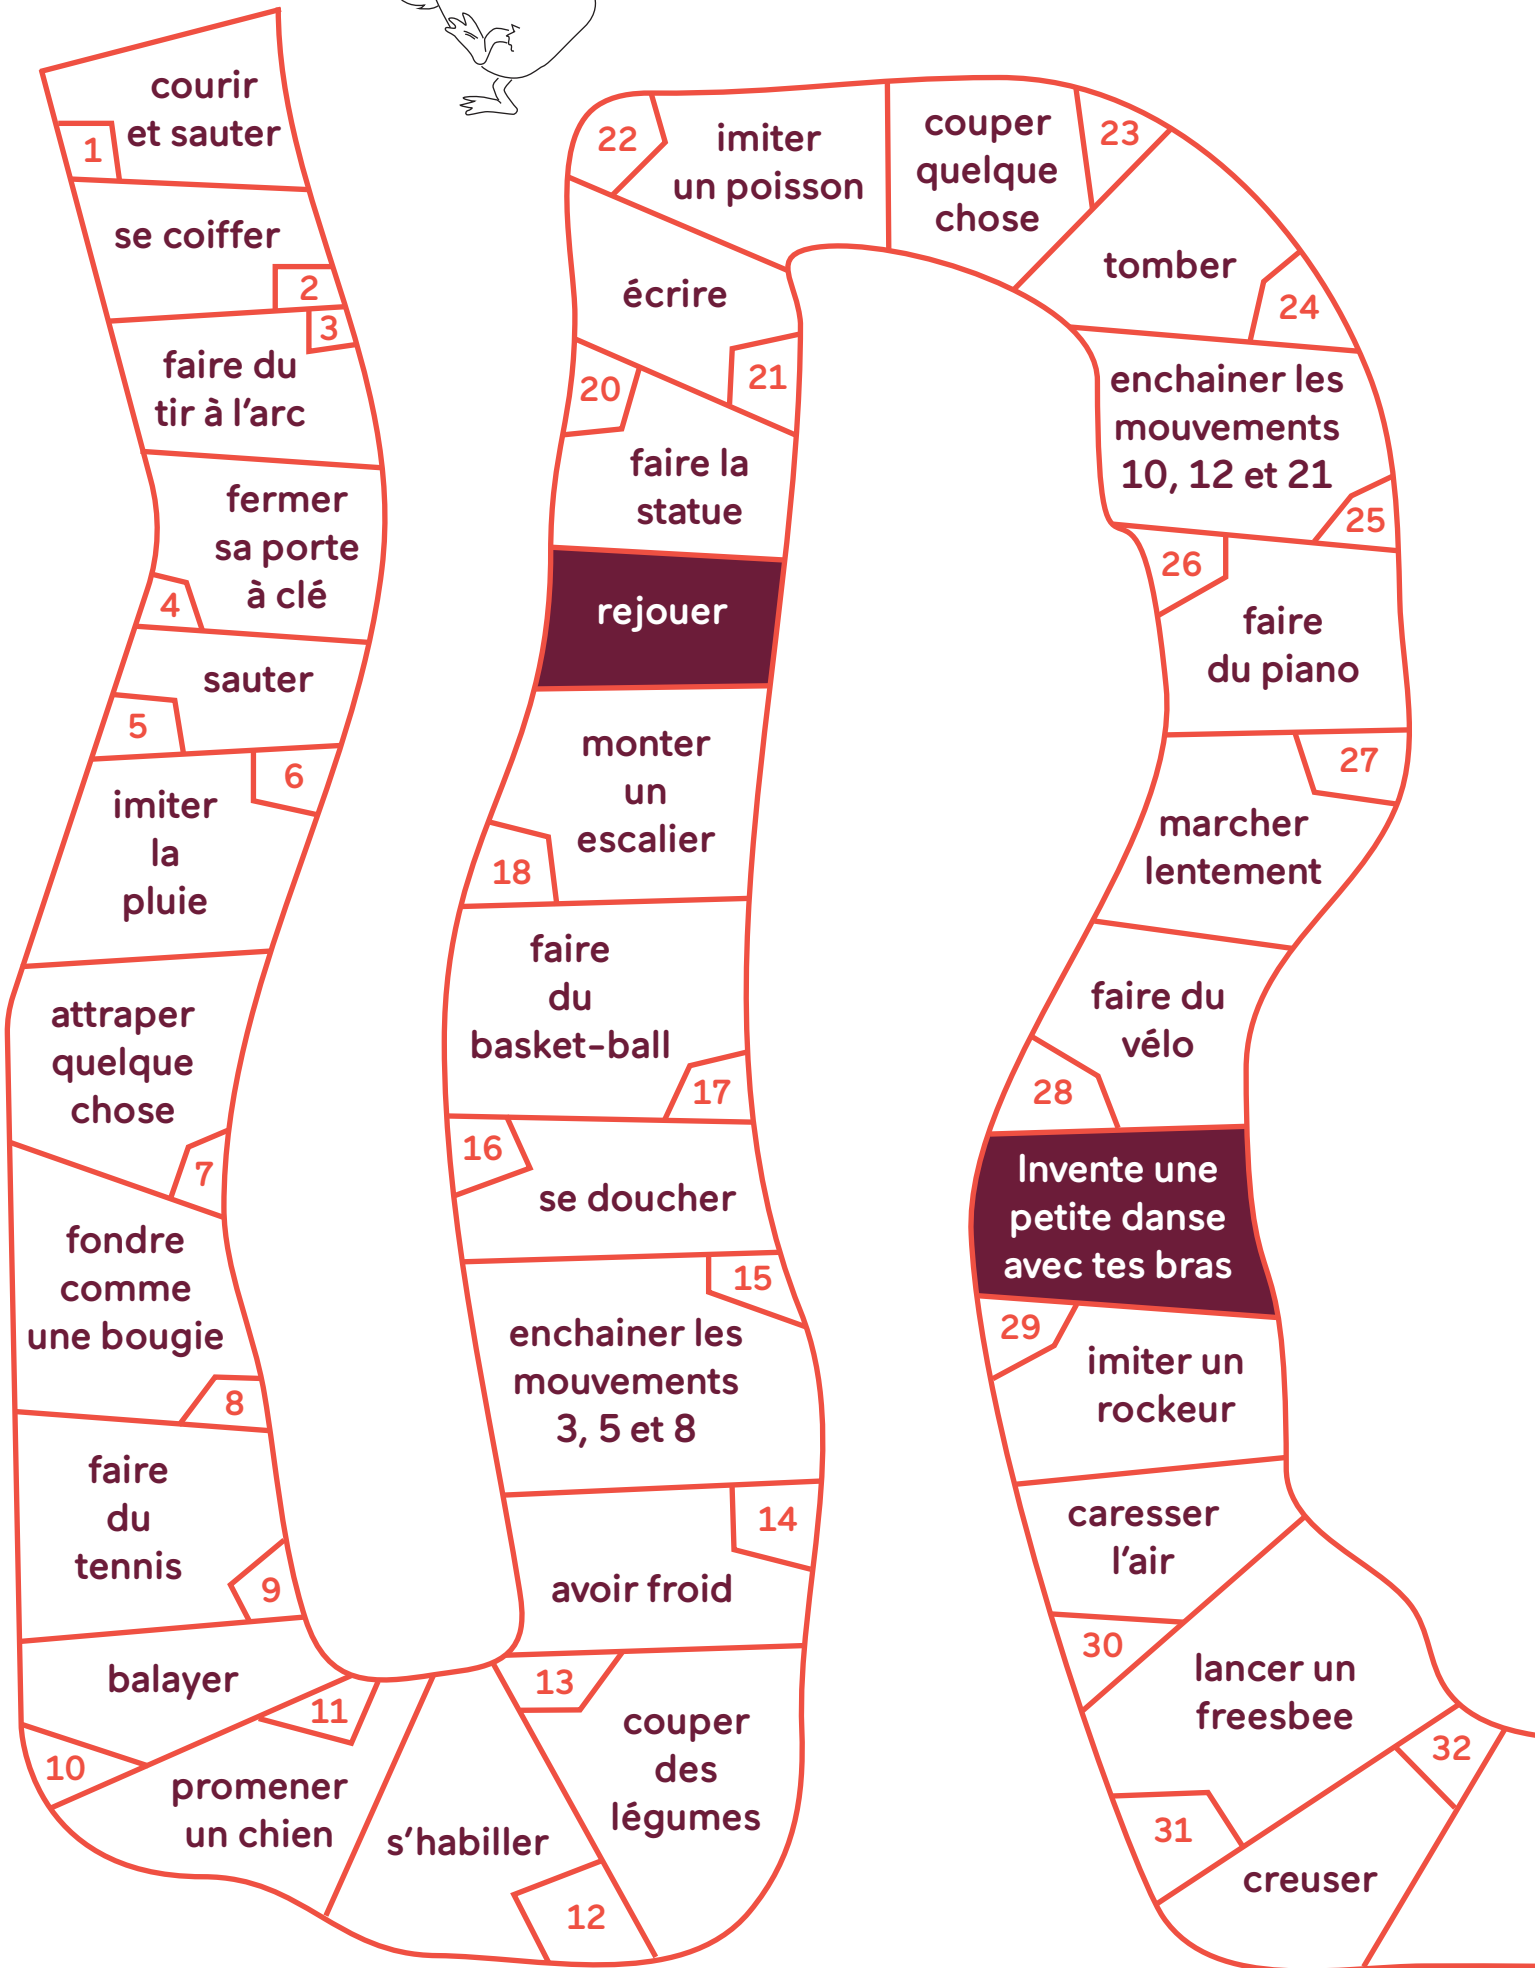 courir
et sauter
1
se coiffer
2
3
faire du
tir à l'arc
fermer
sa porte
à clé
4
sauter
5
6
imiter
la
pluie
attraper
quelque
chose
7
fondre
comme
une bougie
8
faire
du
tennis
9
balayer
10
11
promener
un chien
s'habiller
12
13
couper
des
légumes
14
avoir froid
15
enchainer les
mouvements
3, 5 et 8
16
se doucher
faire
du
basket-ball
17
monter
un
escalier
18
rejouer
20
faire la
statue
écrire
21
22
imiter
un poisson
couper
quelque
chose
23
tomber
24
enchainer les
mouvements
10, 12 et 21
25
26
faire
du piano
27
marcher
lentement
faire du
vélo
28
Invente une
petite danse
avec tes bras
29
imiter un
rockeur
caresser
l'air
30
lancer un
freesbee
31
32
creuser